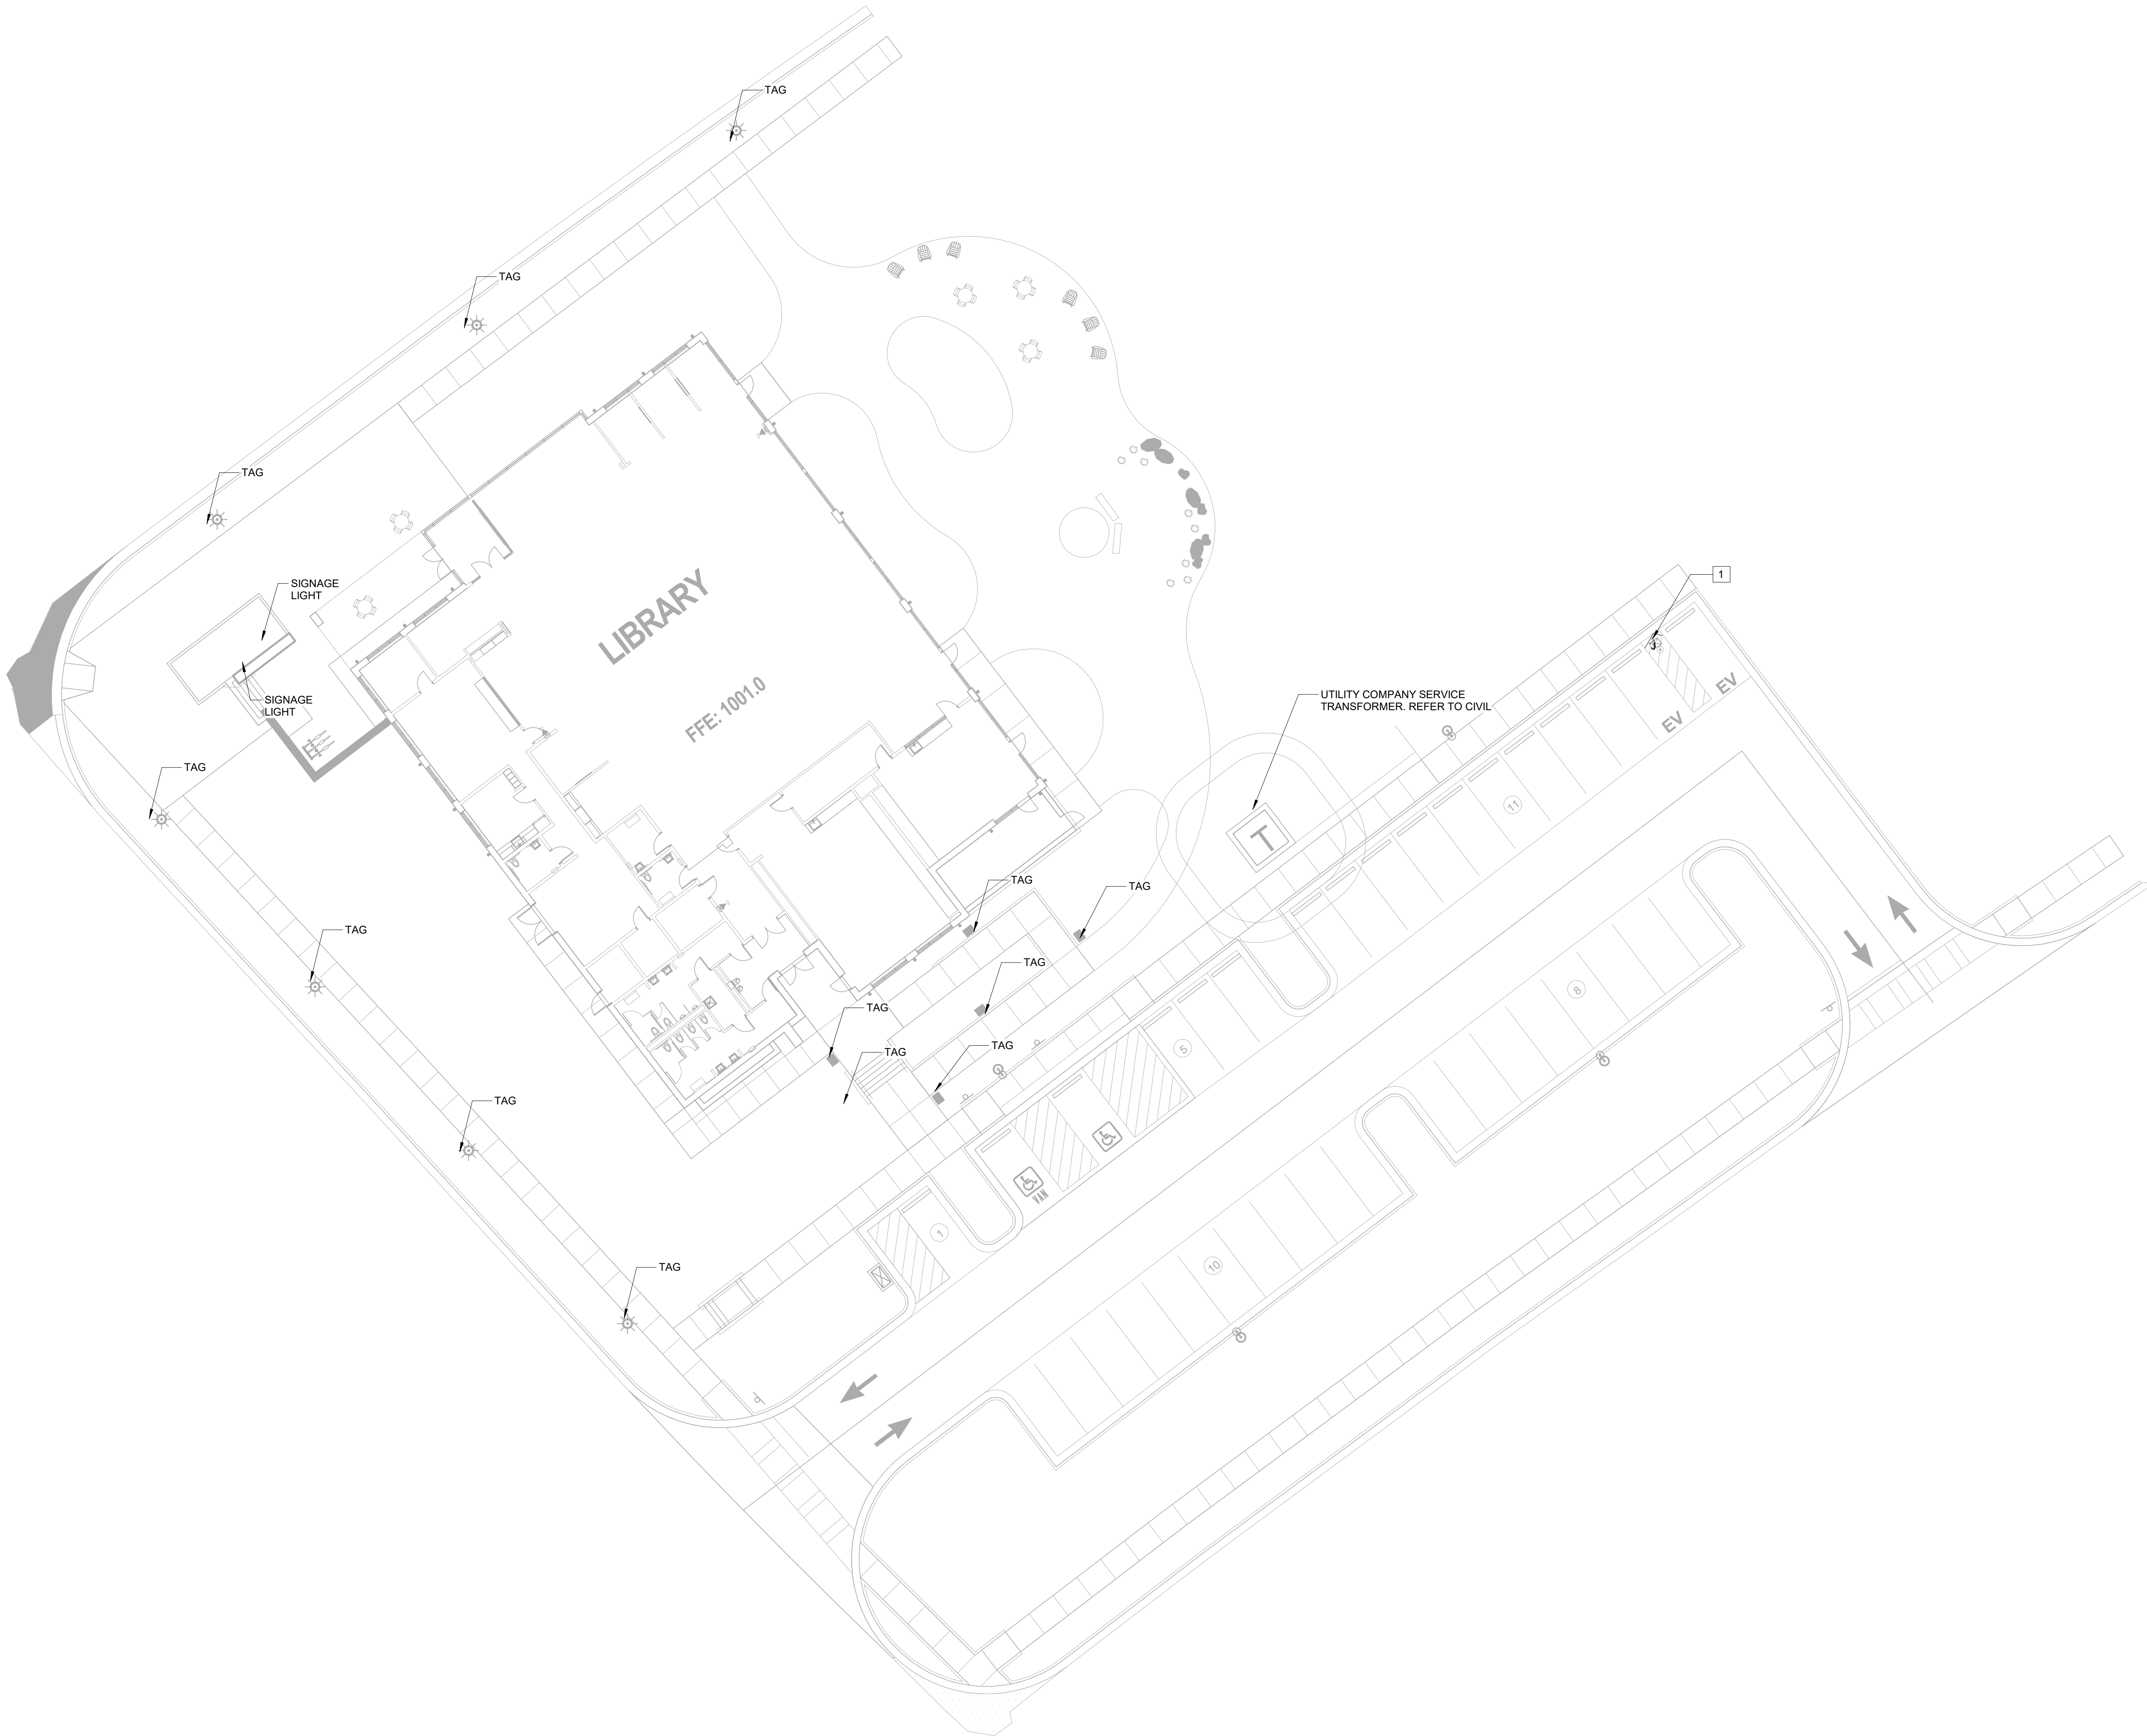 TAG
TAG
TAG
SIGNAGE
LIGHT
1
LIBRARY
EV
SIGNAGE
LIGHT
UTILITY COMPANY SERVICE
TRANSFORMER. REFER TO CIVIL
FFE: 1001.0
EV
TAG
11
T
TAG
TAG
TAG
TAG
8
TAG
TAG
TAG
5
TAG
VAN
1
TAG
10